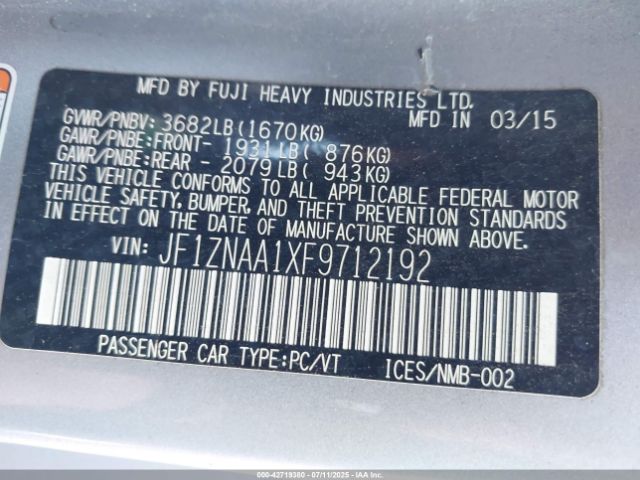 MFD BY FUJI HEAVY INDUSTRIES LTD.
GVWR/PNBV: 3682LB(1670KG) MFD IN 03/15
GAWR/PNBE:FRONT- 1931LB( 876KG)
GAWR/PNBE:REAR - 2079LB( 943KG)
THIS VEHICLE CONFORMS TO ALL APPLICABLE FEDERAL MOTOR
VEHICLE SAFETY, BUMPER, AND THEFT PREVENTION STANDARDS
IN EFFECT ON THE DATE OF MANUFACTURE SHOWN ABOVE.
VIN: JF1ZNAA1XF9712192
PASSENGER CAR TYPE:PC/VT ICES/NMB-002
000-42719380 - 07/11/2025 - IAAI.COM